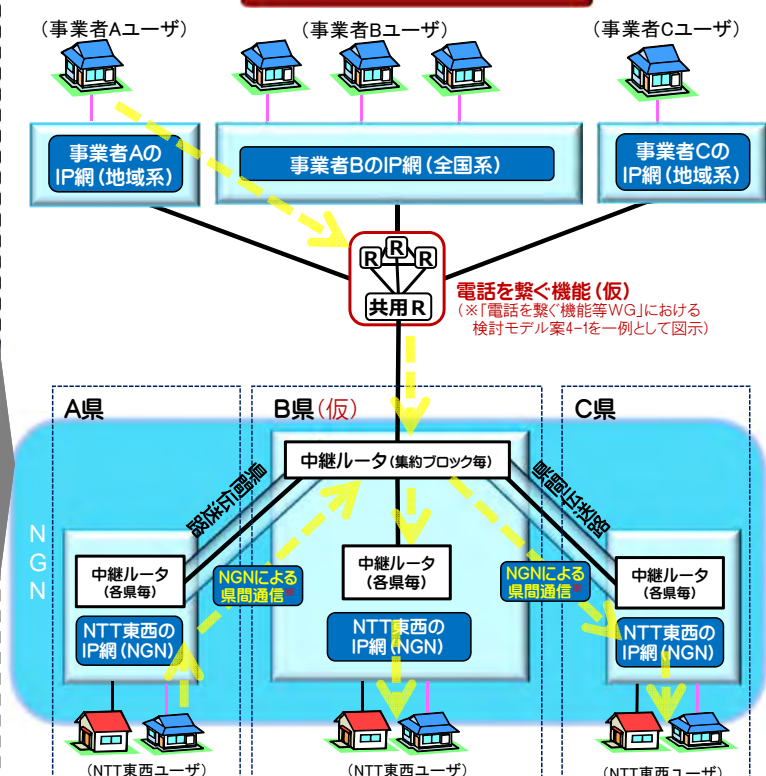 (事業者Aユーザ)
(事業者Bユーザ)
(事業者Cユーザ)
事業者Aの
IP網(地域系)
事業者BのIP網(全国系)
事業者Cの
IP網(地域系)
R
R
R
共用R
電話を繋ぐ機能(仮)
(※「電話を繋ぐ機能等WG」における
検討モデル案4-1を一例として図示)
A県
B県(仮)
C県
中継ルータ(集約ブロック毎)
県間伝送路
県間伝送路
NGN
中継ルータ
(各県毎)
中継ルータ
(各県毎)
中継ルータ
(各県毎)
NGNによる
県間通信※
NGNによる
県間通信※
NTT東西の
IP網(NGN)
NTT東西の
IP網(NGN)
NTT東西の
IP網(NGN)
(NTT東西ユーザ)
(NTT東西ユーザ)
(NTT東西ユーザ)